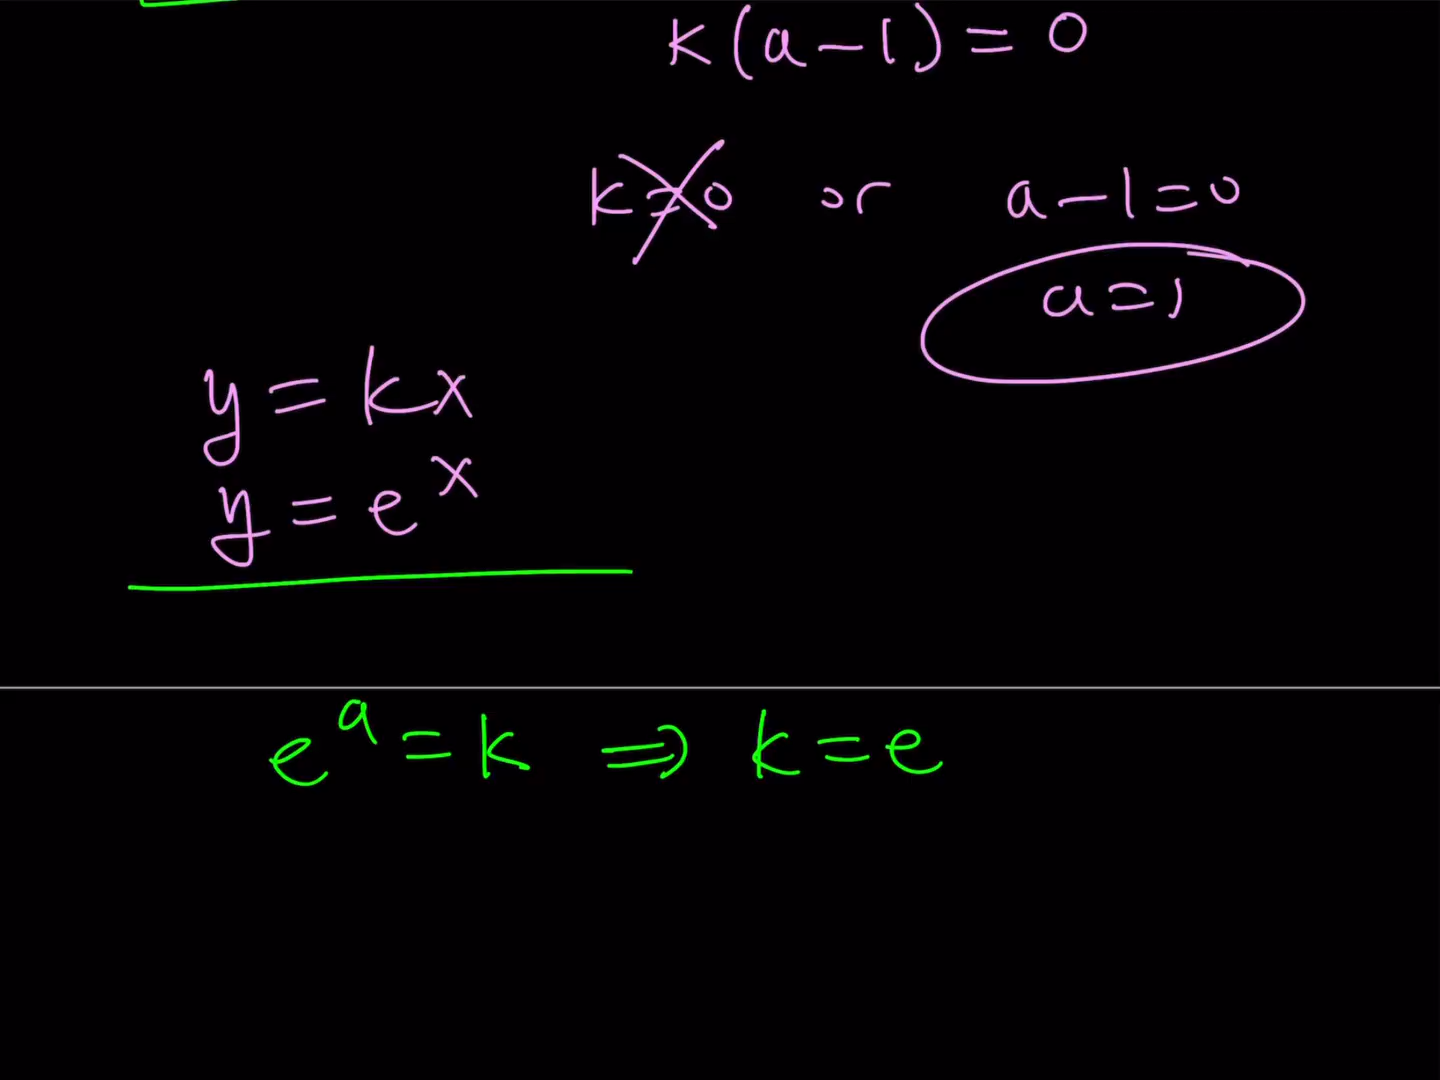 k(a-1)=0
k=0 or a-1=0
a=1
y=kx
y=e^x
e^a=k ⇒ k=e